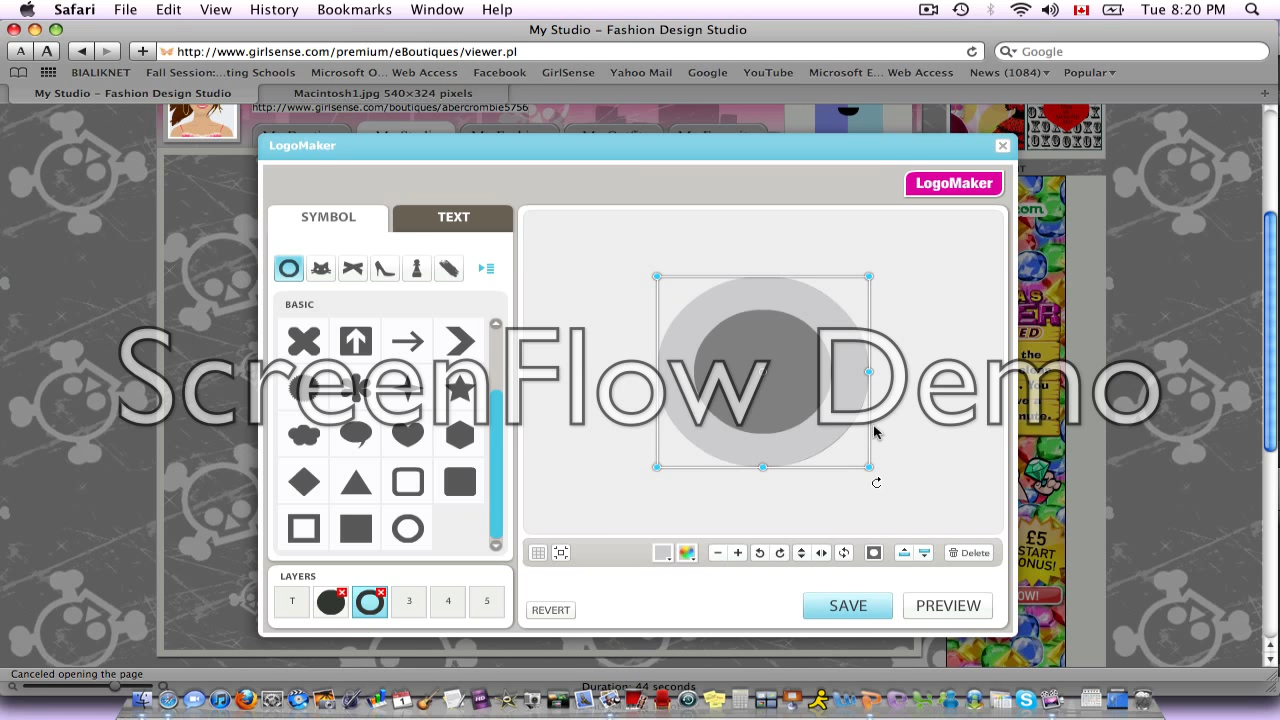 Safari File Edit View History Bookmarks Window Help Tue 8:20 PM
My Studio – Fashion Design Studio
A A http://www.girlsense.com/premium/eBoutiques/viewer.pl Google
BIALIKNET Fall Session:...ting Schools Microsoft O... Web Access Facebook GirlSense Yahoo Mail Google YouTube Microsoft E... Web Access News (1084) Popular
My Studio – Fashion Design Studio Macintosh1.jpg 540×324 pixels
http://www.girlsense.com/boutiques/abercrombie5756
LogoMaker
LogoMaker
SYMBOL TEXT
BASIC
ScreenFlow Demo
Delete
LAYERS
T 3 4 5
REVERT SAVE PREVIEW
£5
START
BONUS!
Canceled opening the page
Duration: 44 seconds